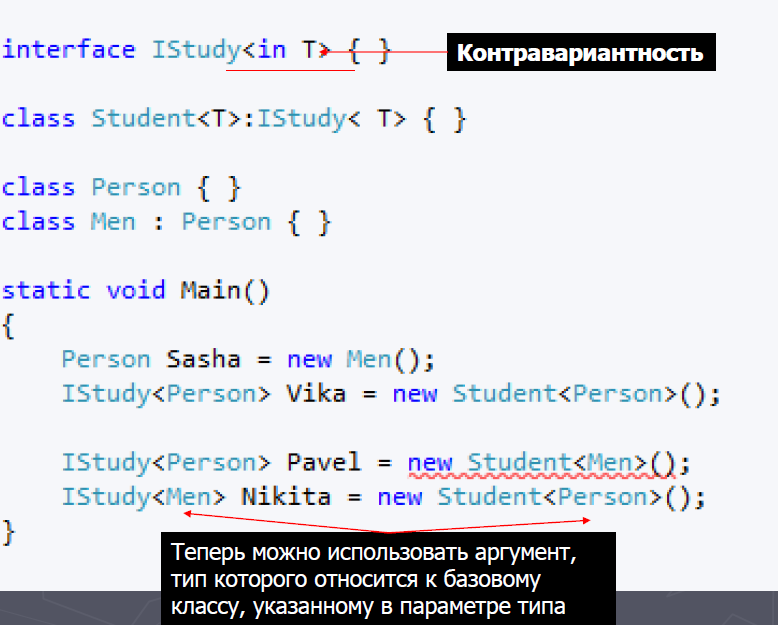 interface IStudy<in T> { }
Контравариантность
class Student<T>:IStudy< T> { }
class Person { }
class Men : Person { }
static void Main()
{
Person Sasha = new Men();
IStudy<Person> Vika = new Student<Person>();
IStudy<Person> Pavel = new Student<Men>();
IStudy<Men> Nikita = new Student<Person>();
}
Теперь можно использовать аргумент,
тип которого относится к базовому
классу, указанному в параметре типа